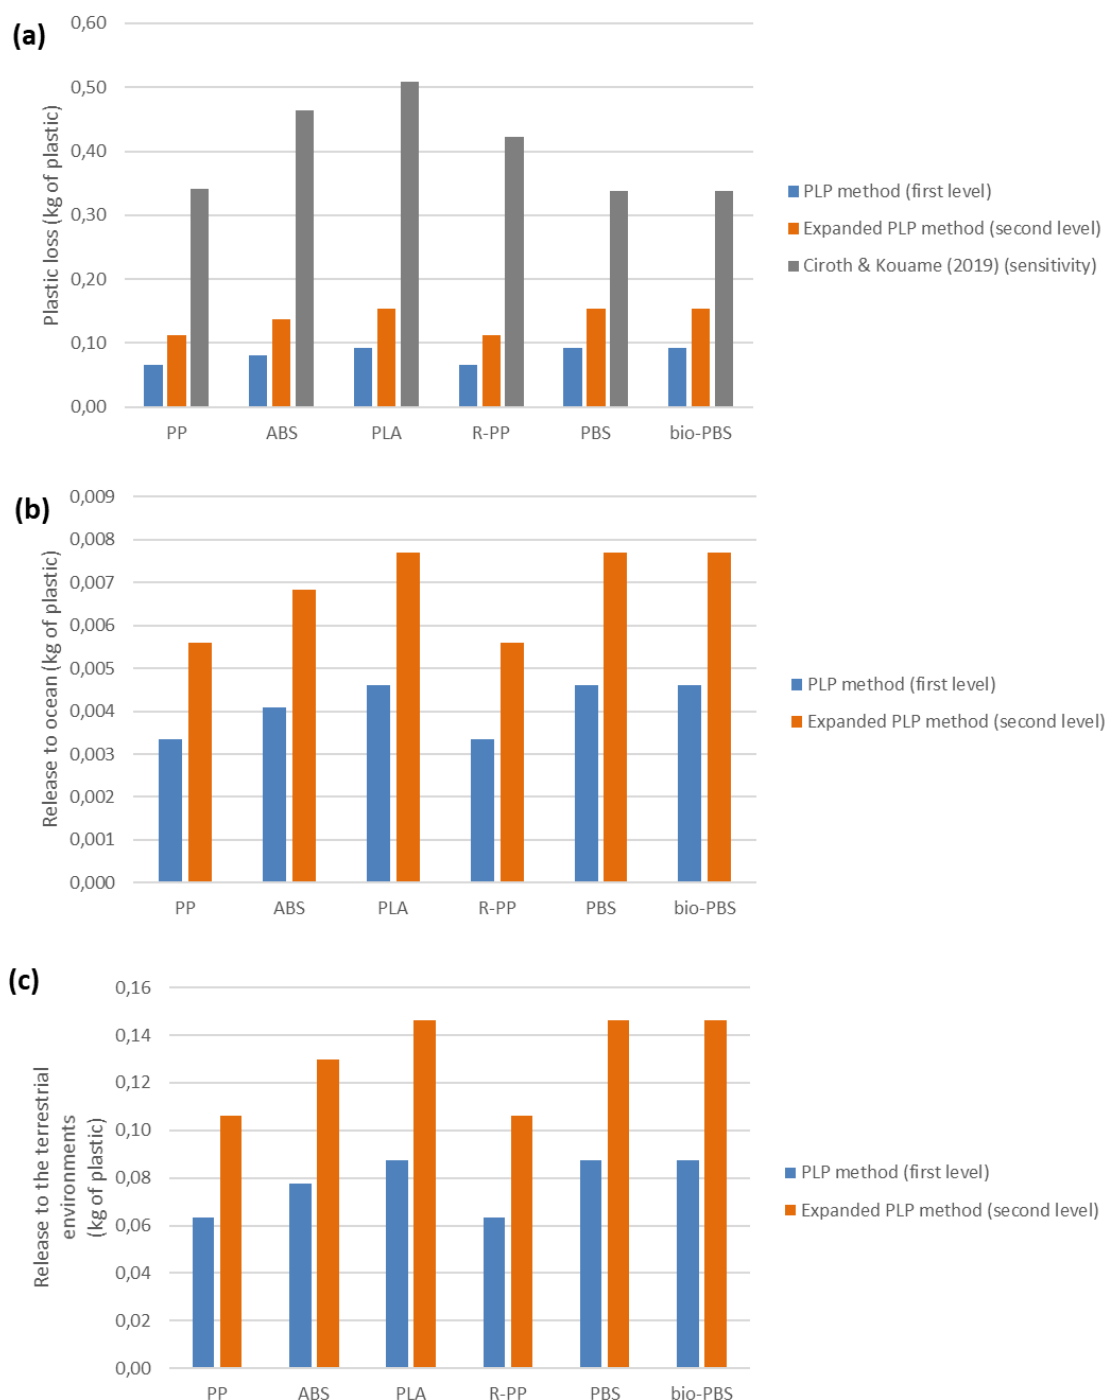 (a)
Plastic loss (kg of plastic)
0,60
0,50
0,40
0,30
0,20
0,10
0,00
PP ABS PLA R-PP PBS bio-PBS
PLP method (first level)
Expanded PLP method (second level)
Ciroth & Kouame (2019) (sensitivity)
(b)
Release to ocean (kg of plastic)
0,009
0,008
0,007
0,006
0,005
0,004
0,003
0,002
0,001
0,000
PP ABS PLA R-PP PBS bio-PBS
PLP method (first level)
Expanded PLP method (second level)
(c)
Release to the terrestrial
environments
(kg of plastic)
0,16
0,14
0,12
0,10
0,08
0,06
0,04
0,02
0,00
PP ABS PLA R-PP PBS bio-PBS
PLP method (first level)
Expanded PLP method (second level)